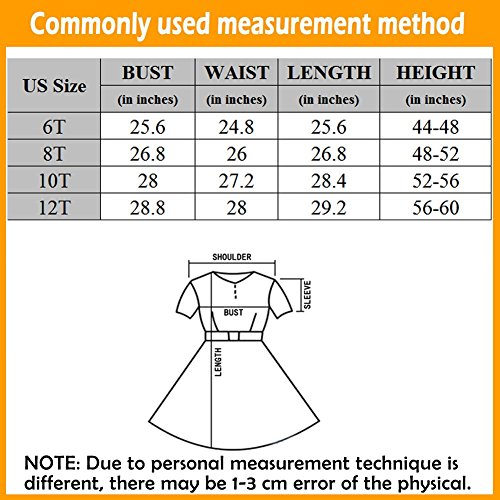 Commonly used measurement method
US Size BUST WAIST LENGTH HEIGHT
(in inches) (in inches) (in inches) (in inches)
6T 25.6 24.8 25.6 44-48
8T 26.8 26 26.8 48-52
10T 28 27.2 28.4 52-56
12T 28.8 28 29.2 56-60
SHOULDER
SLEEVE
BUST
LENGTH
NOTE: Due to personal measurement technique is
different, there may be 1-3 cm error of the physical.